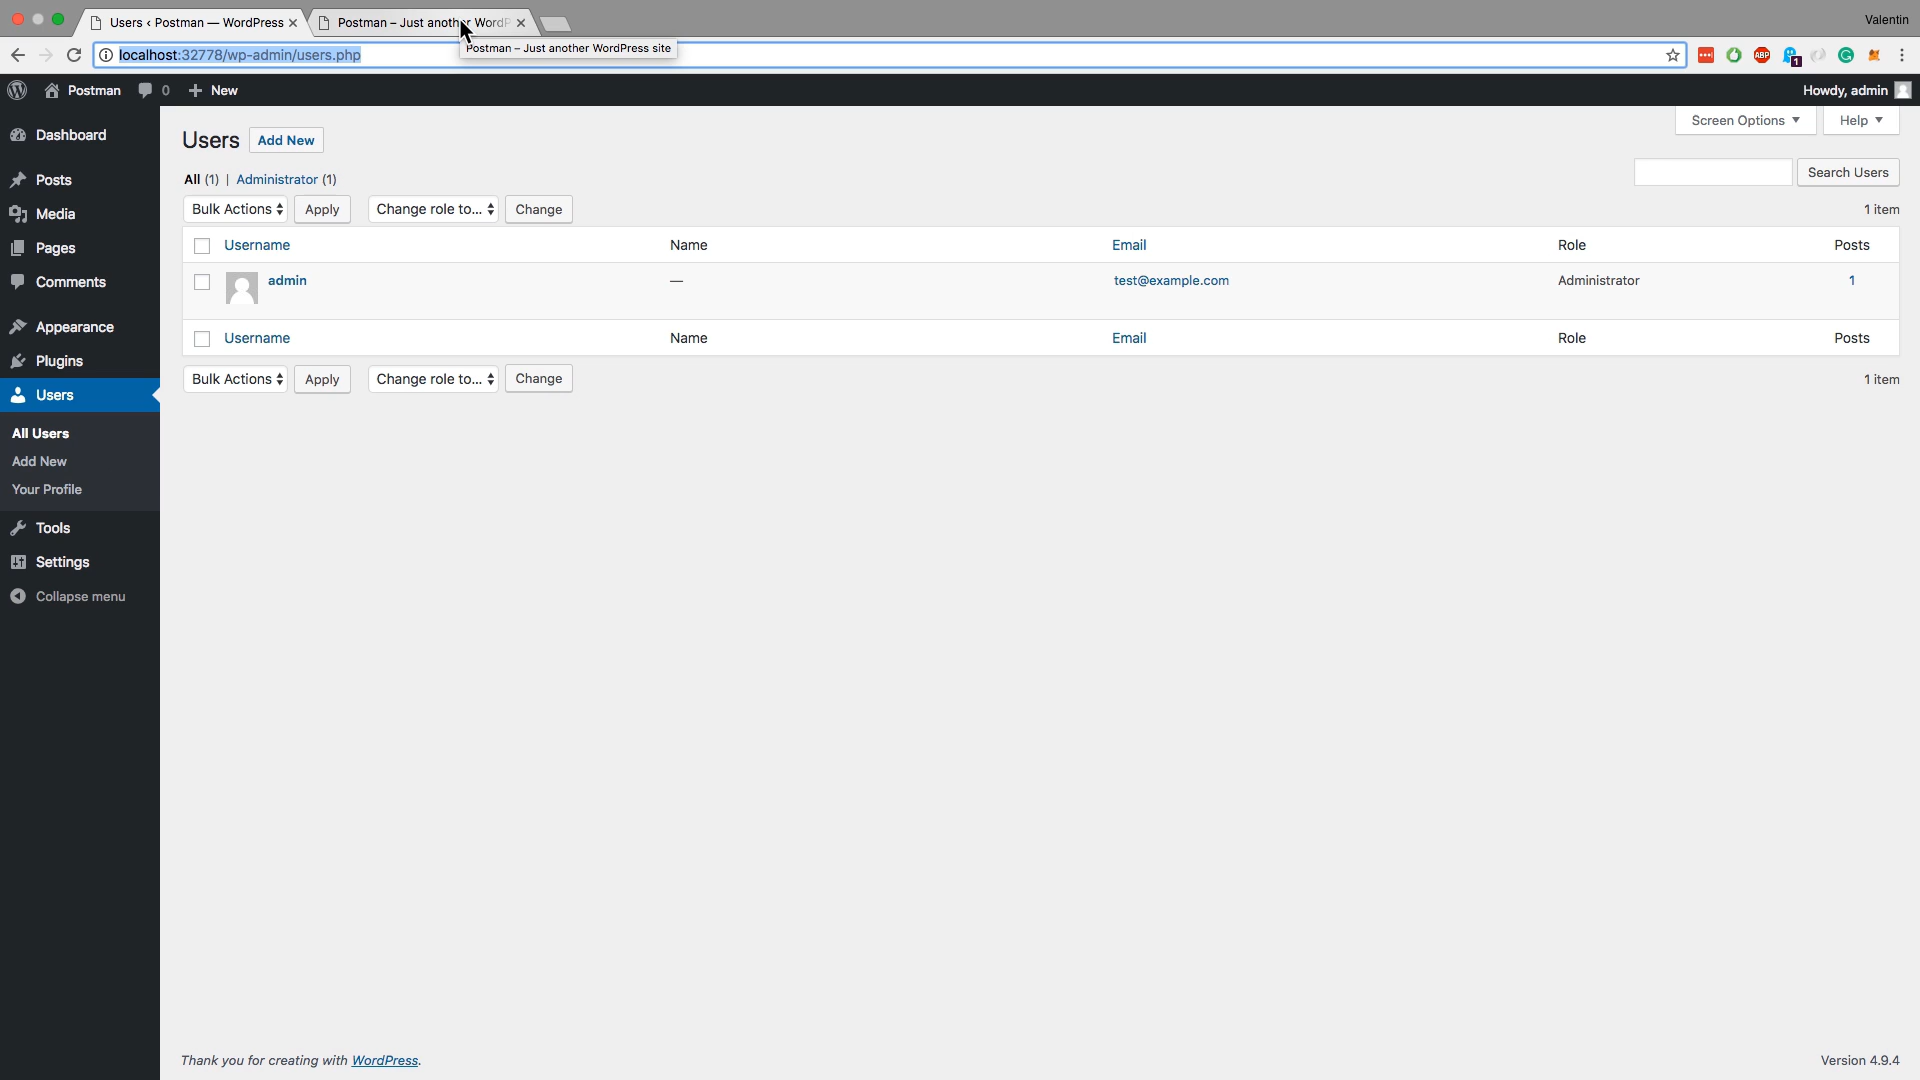 Users ‹ Postman — WordPress
Postman – Just another WordP
Valentin
localhost:32778/wp-admin/users.php
Postman – Just another WordPress site
ABP
1
Postman
0
New
Howdy, admin
Dashboard
Posts
Media
Pages
Comments
Appearance
Plugins
Users
All Users
Add New
Your Profile
Tools
Settings
Collapse menu
Screen Options
Help
Users
Add New
All (1) | Administrator (1)
Search Users
Bulk Actions
Apply
Change role to...
Change
1 item
Username Name Email Role Posts
admin — test@example.com Administrator 1
Username Name Email Role Posts
Bulk Actions
Apply
Change role to...
Change
1 item
Thank you for creating with WordPress.
Version 4.9.4